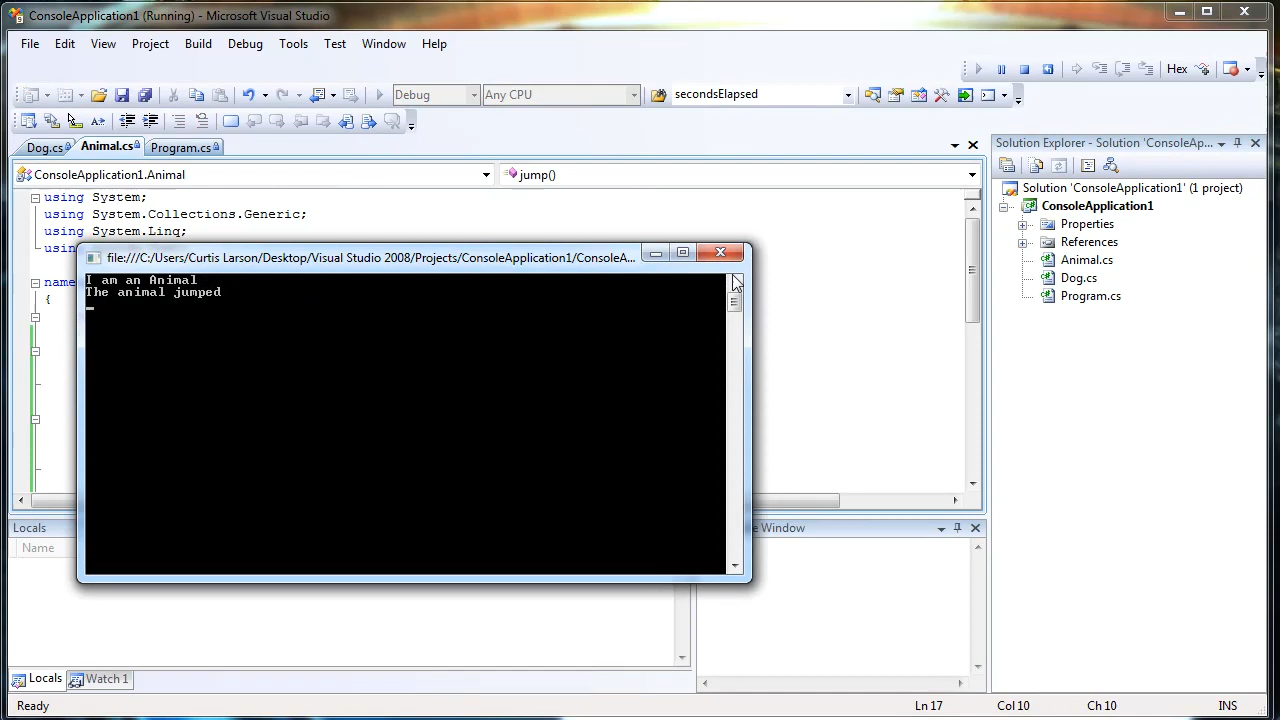 ConsoleApplication1 (Running) - Microsoft Visual Studio
File Edit View Project Build Debug Tools Test Window Help
Hex
Debug Any CPU secondsElapsed
Dog.cs Animal.cs Program.cs
ConsoleApplication1.Animal jump()
using System;
using System.Collections.Generic;
using System.Linq;
file:///C:/Users/Curtis Larson/Desktop/Visual Studio 2008/Projects/ConsoleApplication1/ConsoleA...
I am an Animal
The animal jumped
{
Solution Explorer - Solution 'ConsoleAp...
Solution 'ConsoleApplication1' (1 project)
ConsoleApplication1
Properties
References
Animal.cs
Dog.cs
Program.cs
Locals
Name
Window
Locals Watch 1
Ready Ln 17 Col 10 Ch 10 INS